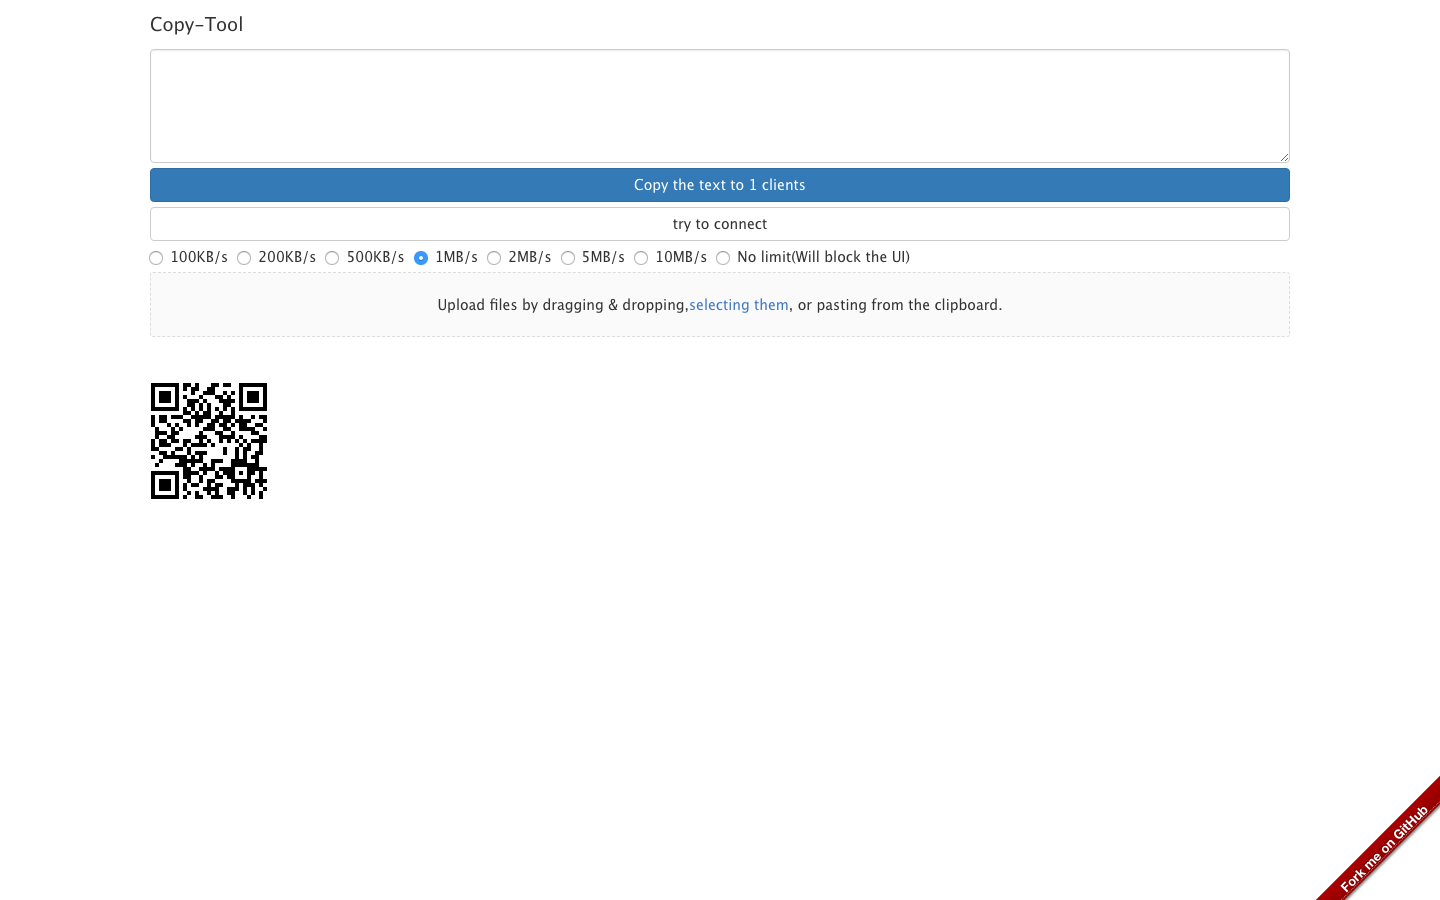 Copy-Tool
Copy the text to 1 clients
try to connect
100KB/s 200KB/s 500KB/s 1MB/s 2MB/s 5MB/s 10MB/s No limit(Will block the UI)
Upload files by dragging & dropping,selecting them, or pasting from the clipboard.
Fork me on GitHub